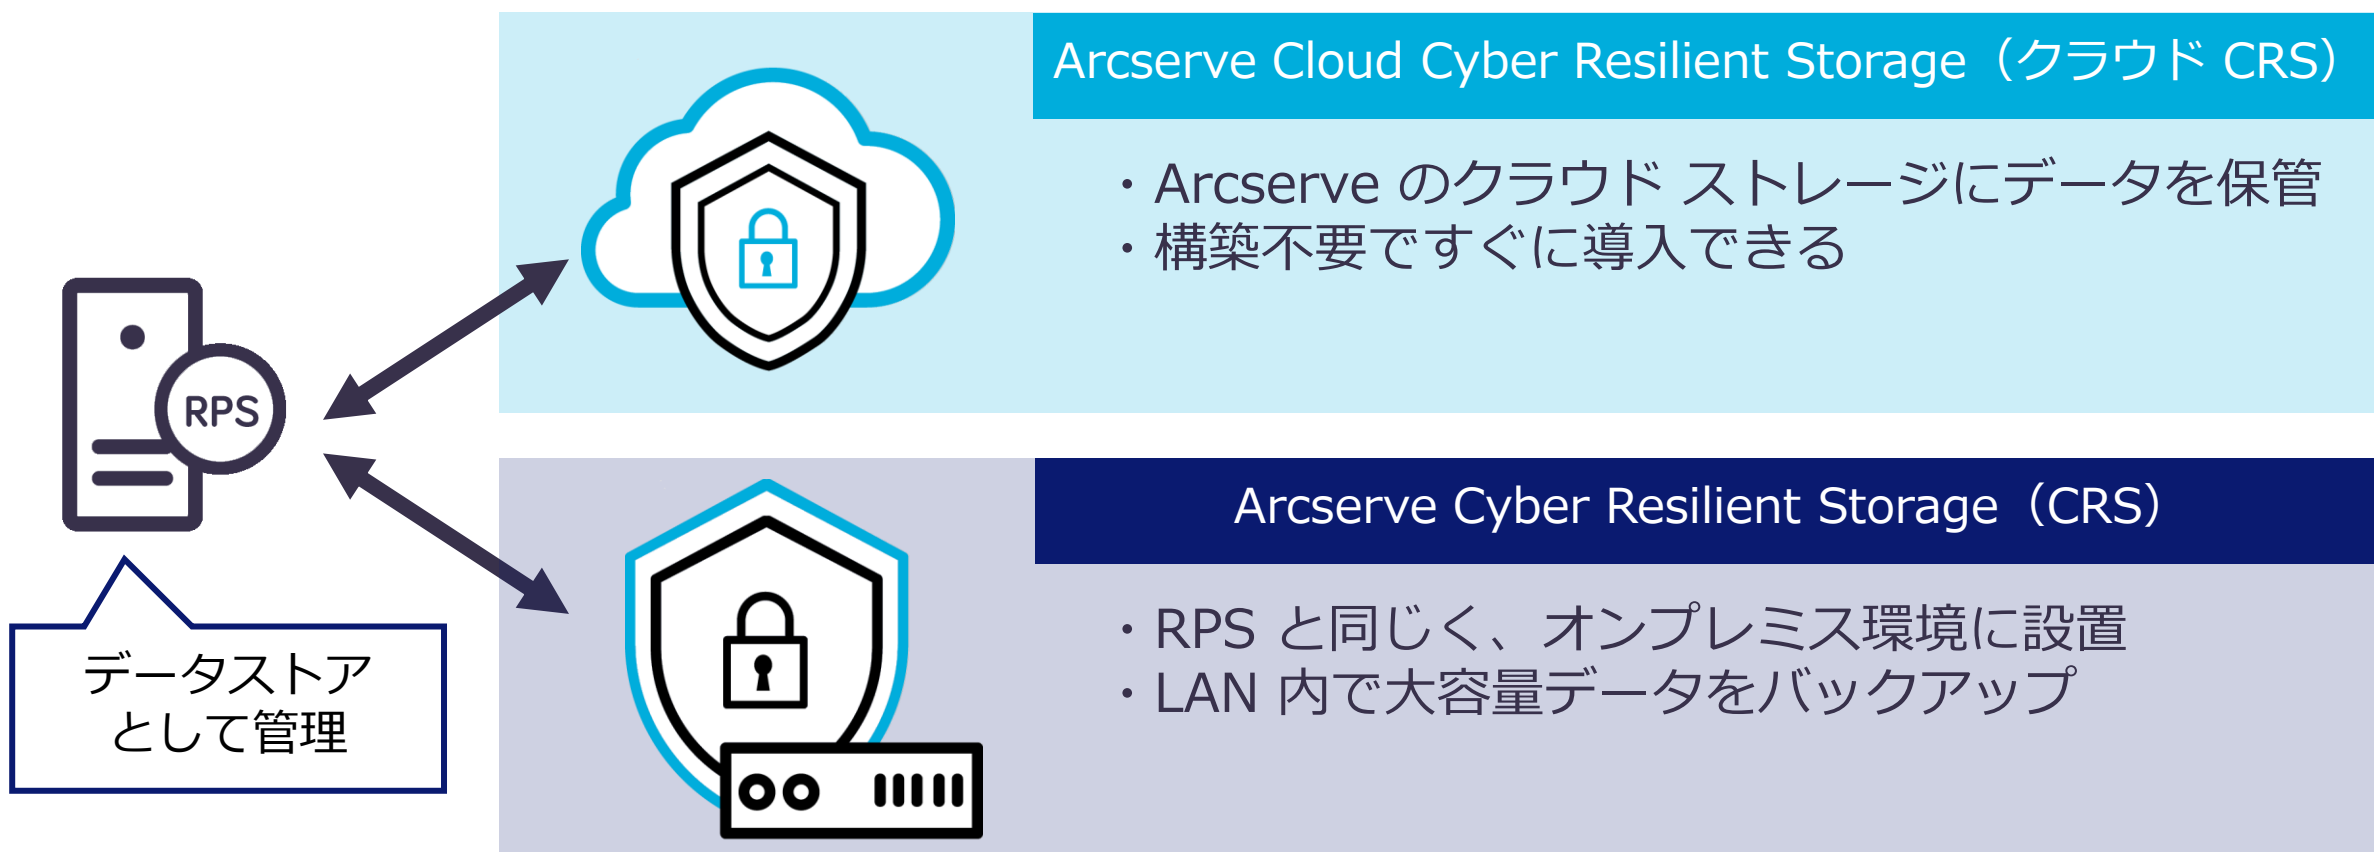 Arcserve Cloud Cyber Resilient Storage（クラウド CRS）
・Arcserve のクラウド ストレージにデータを保管
・構築不要ですぐに導入できる
RPS
データストア
として管理
Arcserve Cyber Resilient Storage（CRS）
・RPS と同じく、オンプレミス環境に設置
・LAN 内で大容量データをバックアップ